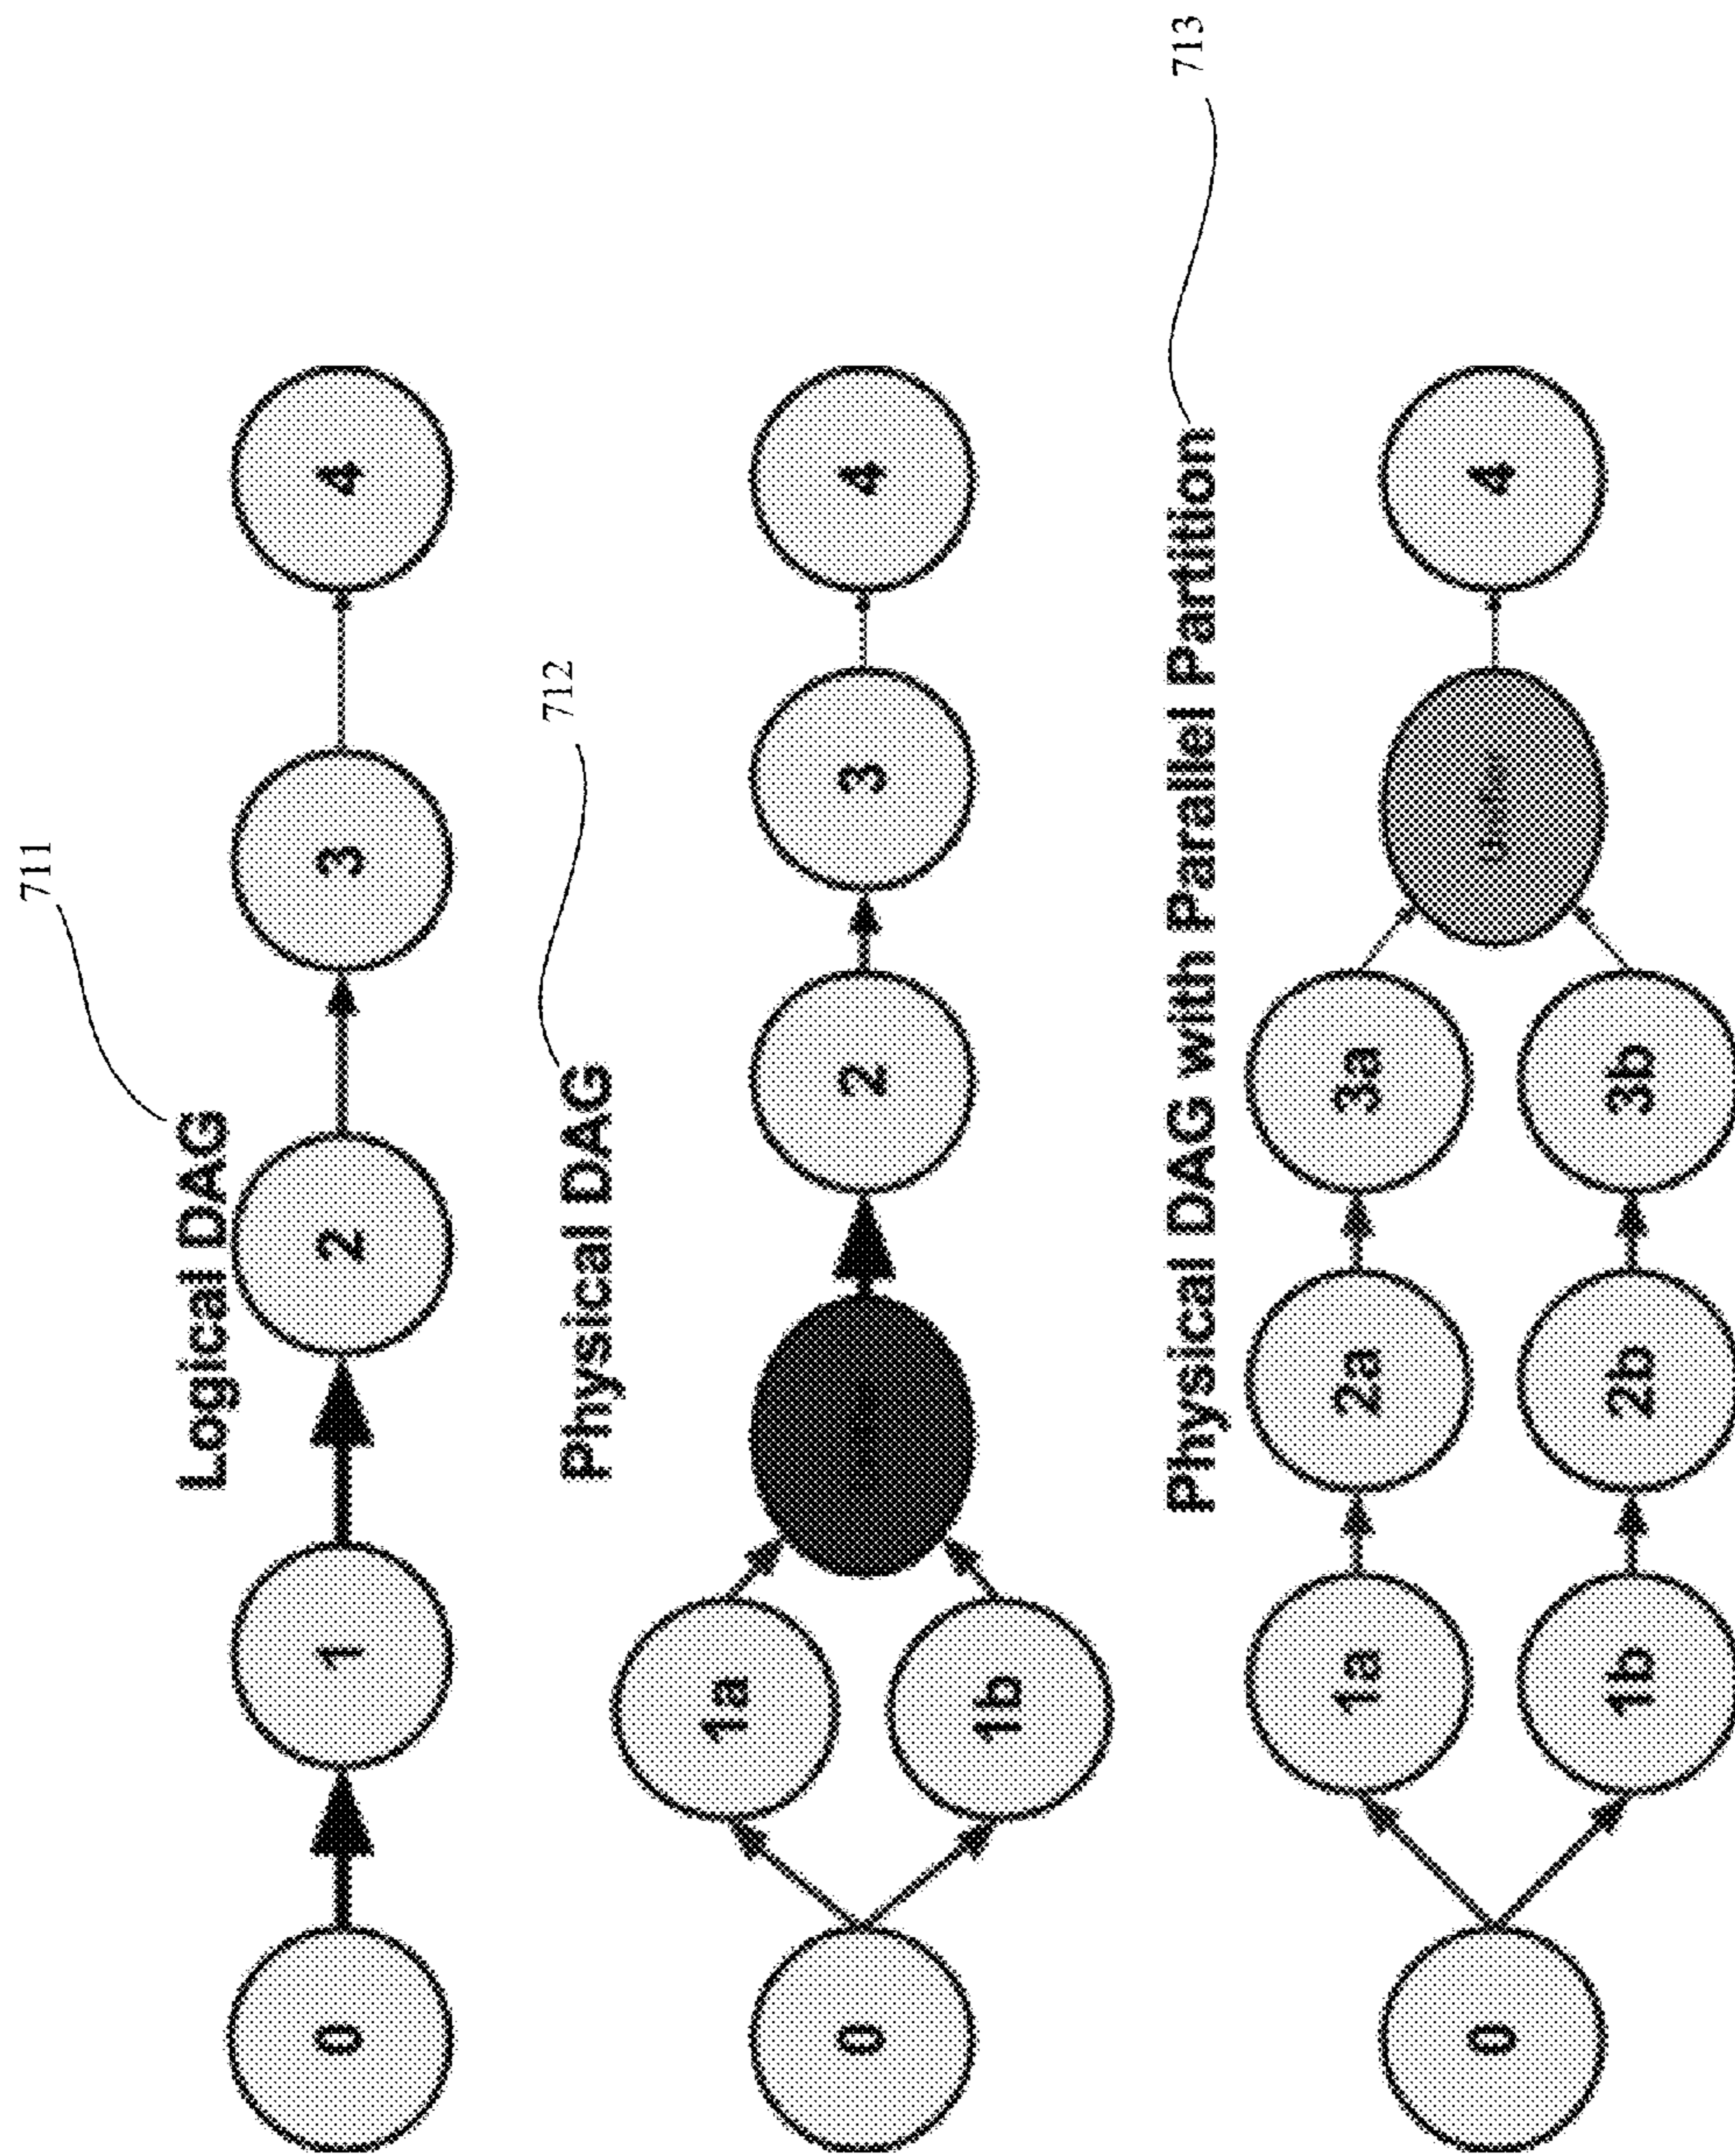 711
Logical DAG
0 1 2 3 4
712
Physical DAG
1a
0 2 3 4
1b
713
Physical DAG with Parallel Partition
1a 2a 3a
0 4
1b 2b 3b